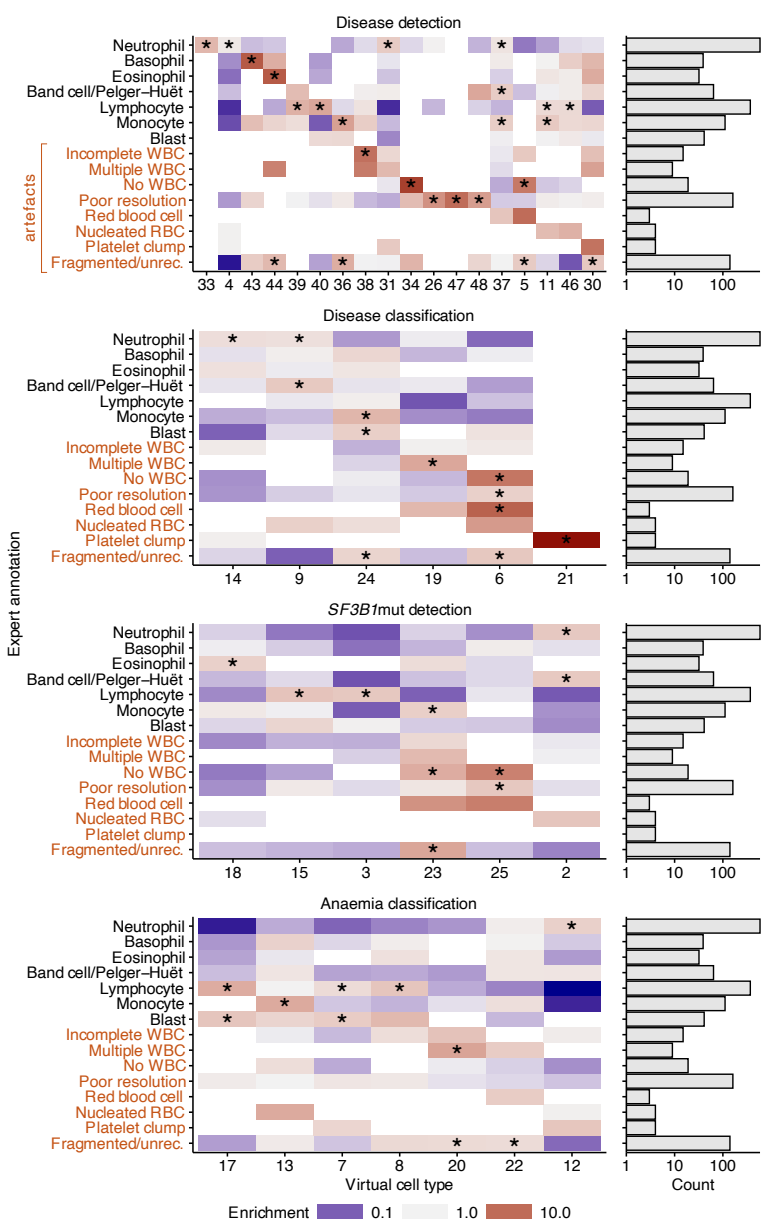 Disease detection
Neutrophil
Basophil
Eosinophil
Band cell/Pelger–Huët
Lymphocyte
Monocyte
Blast
Incomplete WBC
Multiple WBC
No WBC
Poor resolution
Red blood cell
Nucleated RBC
Platelet clump
Fragmented/unrec.
artefacts
33 4 43 44 39 40 36 38 31 34 26 47 48 37 5 11 46 30
1 10 100
Disease classification
Neutrophil
Basophil
Eosinophil
Band cell/Pelger–Huët
Lymphocyte
Monocyte
Blast
Incomplete WBC
Multiple WBC
No WBC
Poor resolution
Red blood cell
Nucleated RBC
Platelet clump
Fragmented/unrec.
14 9 24 19 6 21
1 10 100
Expert annotation
SF3B1mut detection
Neutrophil
Basophil
Eosinophil
Band cell/Pelger–Huët
Lymphocyte
Monocyte
Blast
Incomplete WBC
Multiple WBC
No WBC
Poor resolution
Red blood cell
Nucleated RBC
Platelet clump
Fragmented/unrec.
18 15 3 23 25 2
1 10 100
Anaemia classification
Neutrophil
Basophil
Eosinophil
Band cell/Pelger–Huët
Lymphocyte
Monocyte
Blast
Incomplete WBC
Multiple WBC
No WBC
Poor resolution
Red blood cell
Nucleated RBC
Platelet clump
Fragmented/unrec.
17 13 7 8 20 22 12
1 10 100
Virtual cell type
Count
Enrichment 0.1 1.0 10.0